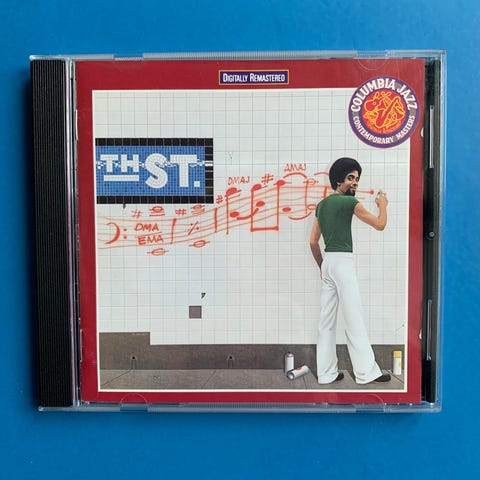 DIGITALLY REMASTERED
COLUMBIA JAZZ
CONTEMPORARY MASTERS
TH ST.
DMAJ
AMAJ
DMA
EMA